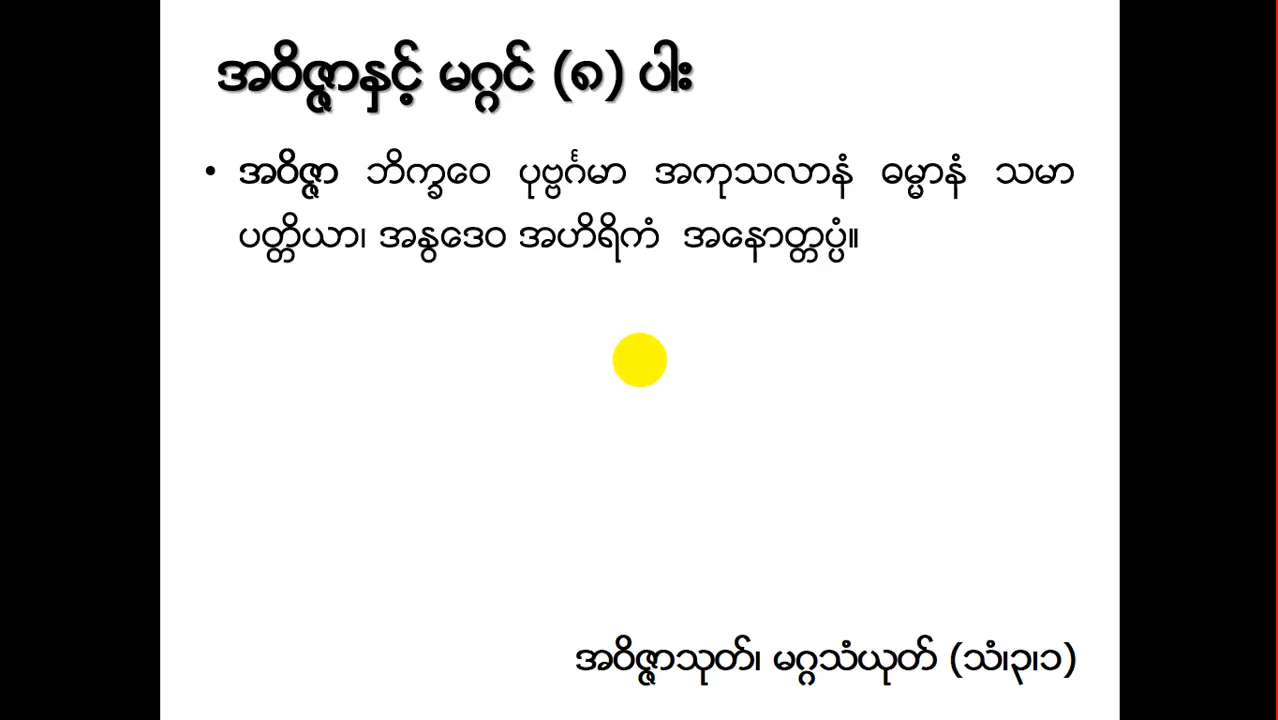 အဝိဇ္ဇာနှင့် မဂ္ဂင် (၈) ပါး
• အဝိဇ္ဇာ ဘိက္ခဝေ ပုဗ္ဗင်္ဂမာ အကုသလာနံ ဓမ္မာနံ သမာ
ပတ္တိယာ၊ အနွဒေဝ အဟိရိကံ အနောတ္တပ္ပံ။
အဝိဇ္ဇာသုတ်၊ မဂ္ဂသံယုတ် (သံ၊၃၊၁)